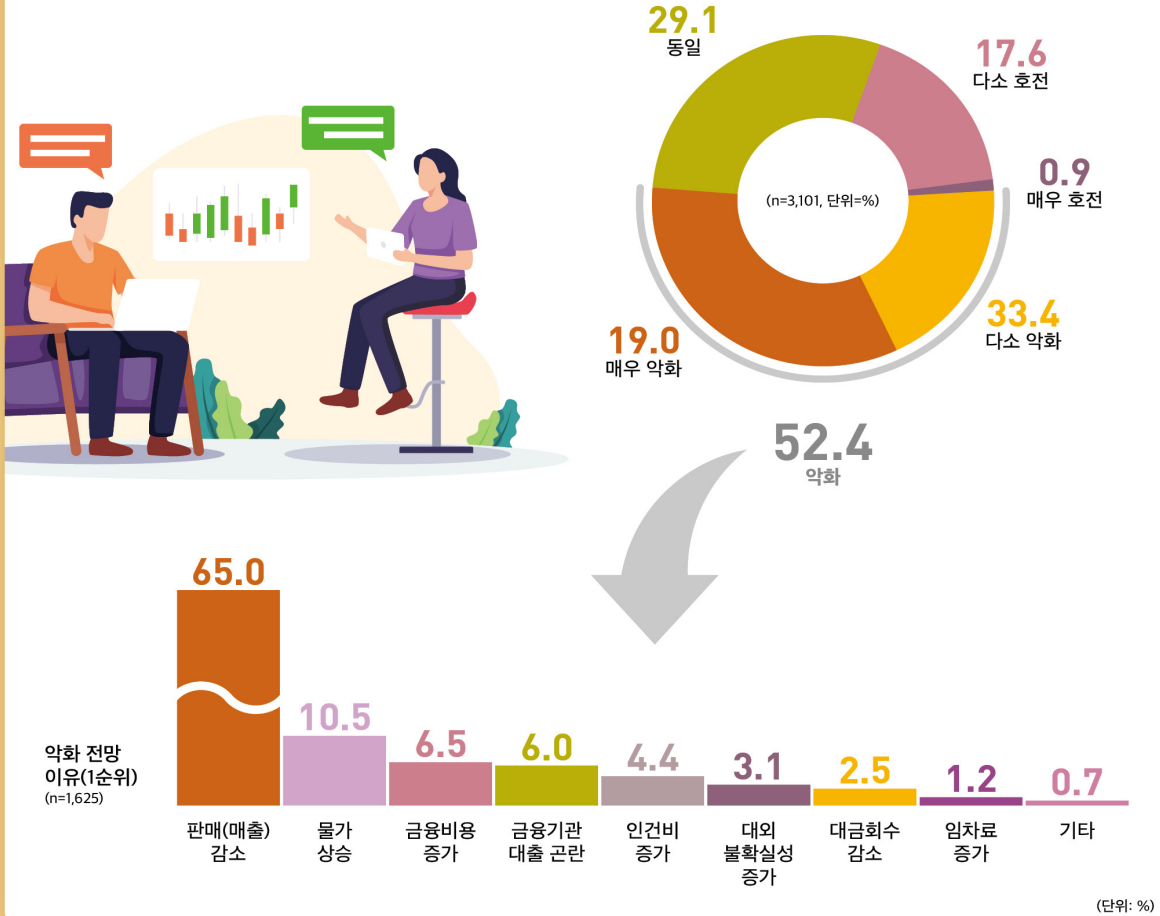 29.1
동일
17.6
다소 호전
0.9
매우 호전
(n=3,101, 단위=%)
33.4
다소 악화
19.0
매우 악화
52.4
악화
65.0
10.5
6.5
6.0
4.4
3.1
2.5
1.2
0.7
악화 전망
이유(1순위)
(n=1,625)
판매(매출)
감소
물가
상승
금융비용
증가
금융기관
대출 곤란
인건비
증가
대외
불확실성
증가
대금회수
감소
임차료
증가
기타
(단위: %)